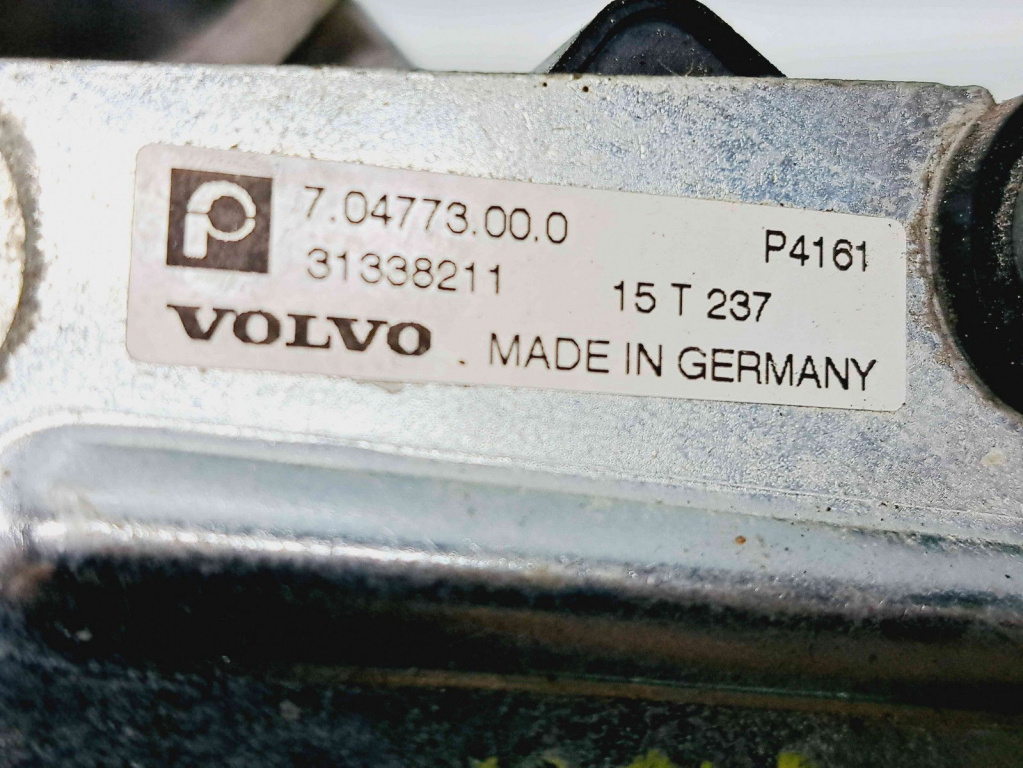 7.04773.00.0 P4161
31338211 15 T 237
VOLVO . MADE IN GERMANY